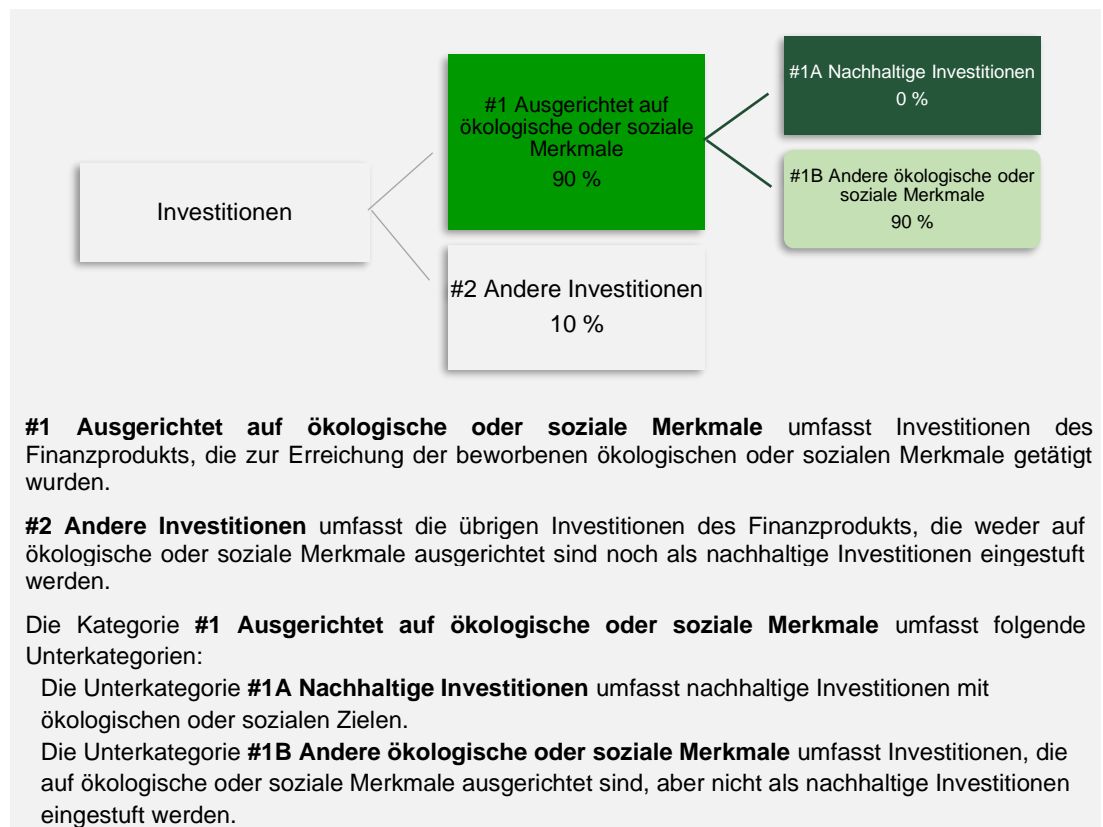 Investitionen
#1 Ausgerichtet auf
ökologische oder soziale
Merkmale
90 %
#2 Andere Investitionen
10 %
#1A Nachhaltige Investitionen
0 %
#1B Andere ökologische oder
soziale Merkmale
90 %
#1 Ausgerichtet auf ökologische oder soziale Merkmale umfasst Investitionen des
Finanzprodukts, die zur Erreichung der beworbenen ökologischen oder sozialen Merkmale getätigt
wurden.
#2 Andere Investitionen umfasst die übrigen Investitionen des Finanzprodukts, die weder auf
ökologische oder soziale Merkmale ausgerichtet sind noch als nachhaltige Investitionen eingestuft
werden.
Die Kategorie #1 Ausgerichtet auf ökologische oder soziale Merkmale umfasst folgende
Unterkategorien:
Die Unterkategorie #1A Nachhaltige Investitionen umfasst nachhaltige Investitionen mit
ökologischen oder sozialen Zielen.
Die Unterkategorie #1B Andere ökologische oder soziale Merkmale umfasst Investitionen, die
auf ökologische oder soziale Merkmale ausgerichtet sind, aber nicht als nachhaltige Investitionen
eingestuft werden.